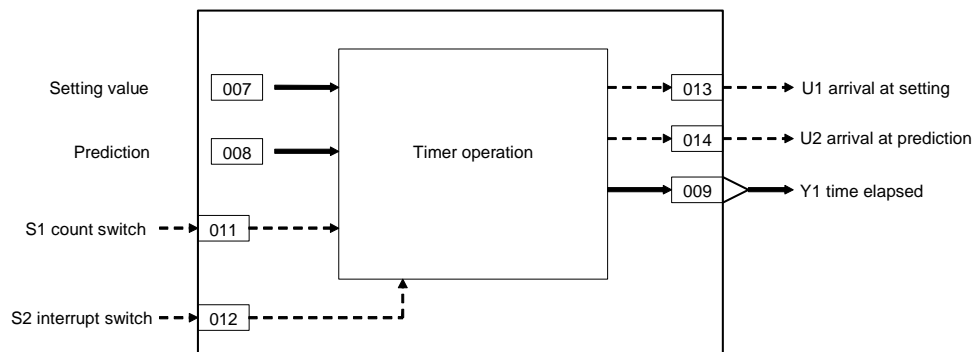 Setting value
007
013
U1 arrival at setting
Prediction
008
Timer operation
014
U2 arrival at prediction
009
Y1 time elapsed
S1 count switch
011
S2 interrupt switch
012